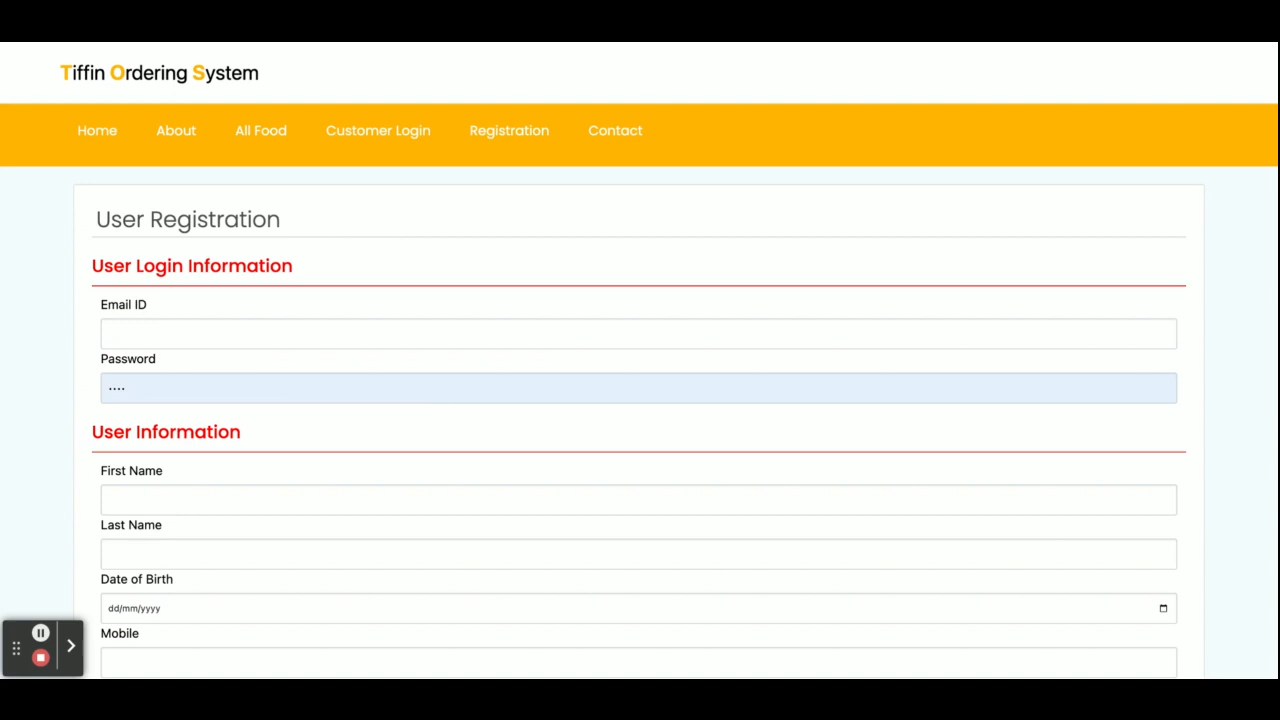 Tiffin Ordering System
Home About All Food Customer Login Registration Contact
User Registration
User Login Information
Email ID
Password
....
User Information
First Name
Last Name
Date of Birth
dd/mm/yyyy
Mobile